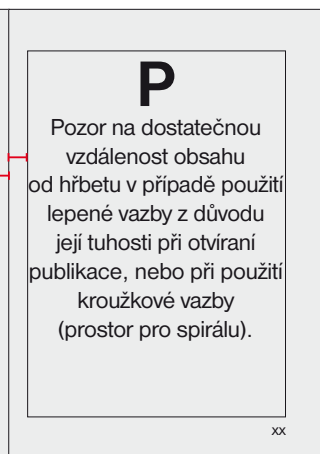 P
Pozor na dostatečnou
vzdálenost obsahu
od hřbetu v případě použití
lepené vazby z důvodu
její tuhosti při otvíraní
publikace, nebo při použití
kroužkové vazby
(prostor pro spirálu).
xx